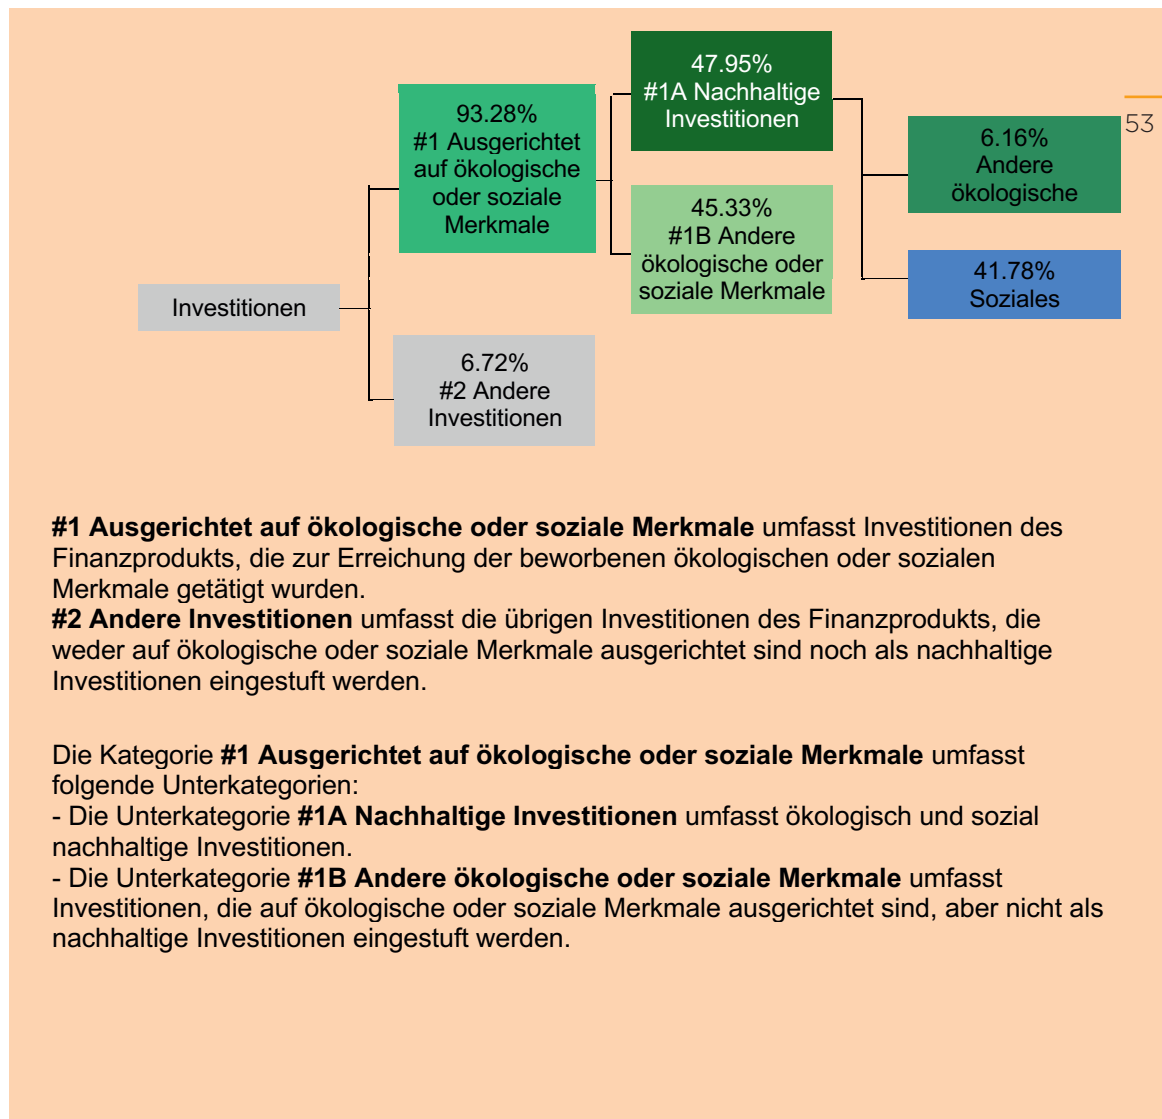 47.95%
#1A Nachhaltige
Investitionen
93.28%
#1 Ausgerichtet
auf ökologische
oder soziale
Merkmale
53
6.16%
Andere
ökologische
45.33%
#1B Andere
ökologische oder
soziale Merkmale
41.78%
Soziales
Investitionen
6.72%
#2 Andere
Investitionen
#1 Ausgerichtet auf ökologische oder soziale Merkmale umfasst Investitionen des
Finanzprodukts, die zur Erreichung der beworbenen ökologischen oder sozialen
Merkmale getätigt wurden.
#2 Andere Investitionen umfasst die übrigen Investitionen des Finanzprodukts, die
weder auf ökologische oder soziale Merkmale ausgerichtet sind noch als nachhaltige
Investitionen eingestuft werden.
Die Kategorie #1 Ausgerichtet auf ökologische oder soziale Merkmale umfasst
folgende Unterkategorien:
- Die Unterkategorie #1A Nachhaltige Investitionen umfasst ökologisch und sozial
nachhaltige Investitionen.
- Die Unterkategorie #1B Andere ökologische oder soziale Merkmale umfasst
Investitionen, die auf ökologische oder soziale Merkmale ausgerichtet sind, aber nicht als
nachhaltige Investitionen eingestuft werden.